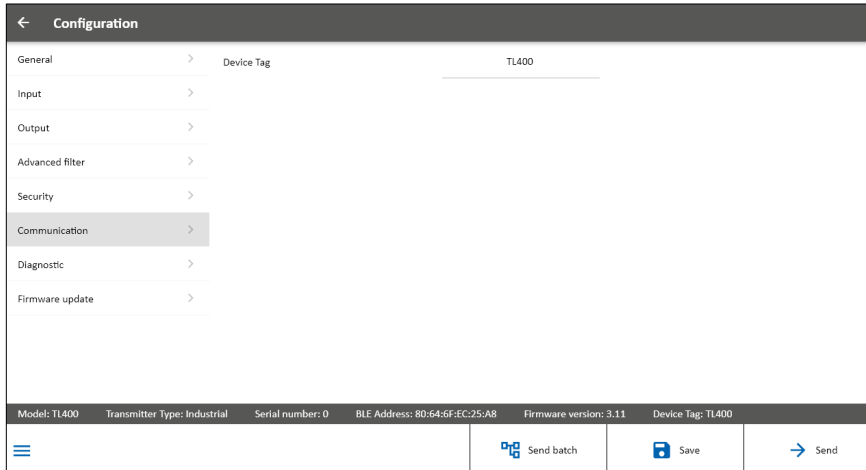 Configuration
General
Device Tag TL400
Input
Output
Advanced filter
Security
Communication
Diagnostic
Firmware update
Model: TL400 Transmitter Type: Industrial Serial number: 0 BLE Address: 80:64:6F:EC:25:A8 Firmware version: 3.11 Device Tag: TL400
Send batch Save Send